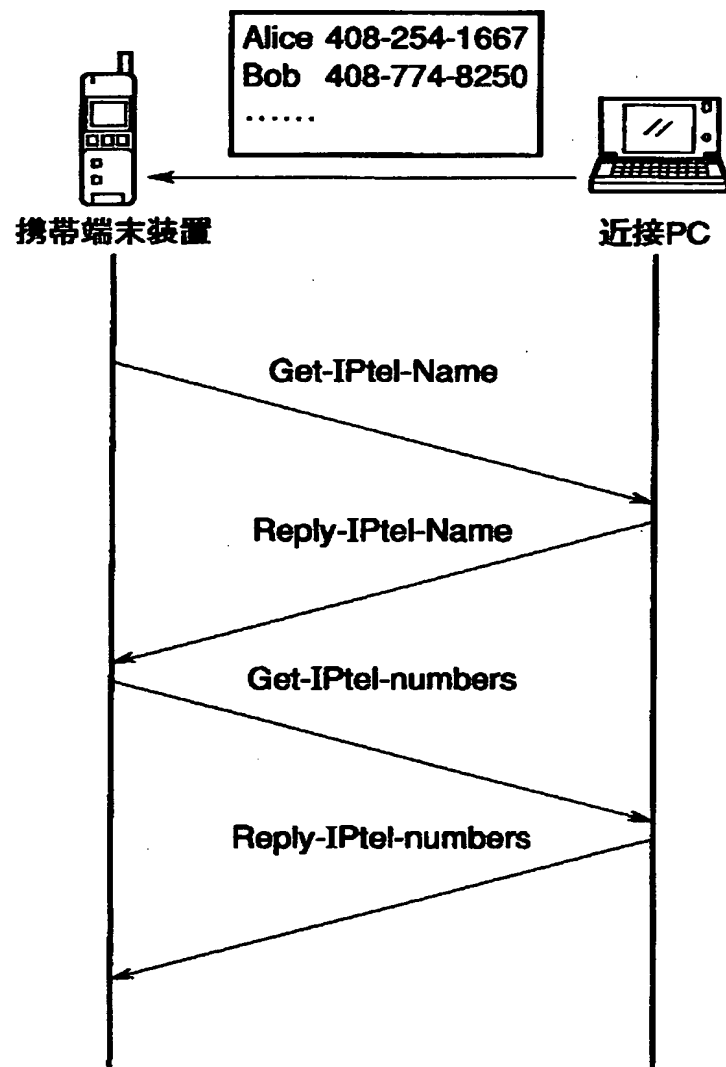 Alice 408-254-1667
Bob 408-774-8250
......
携帯端末装置
近接PC
Get-IPtel-Name
Reply-IPtel-Name
Get-IPtel-numbers
Reply-IPtel-numbers